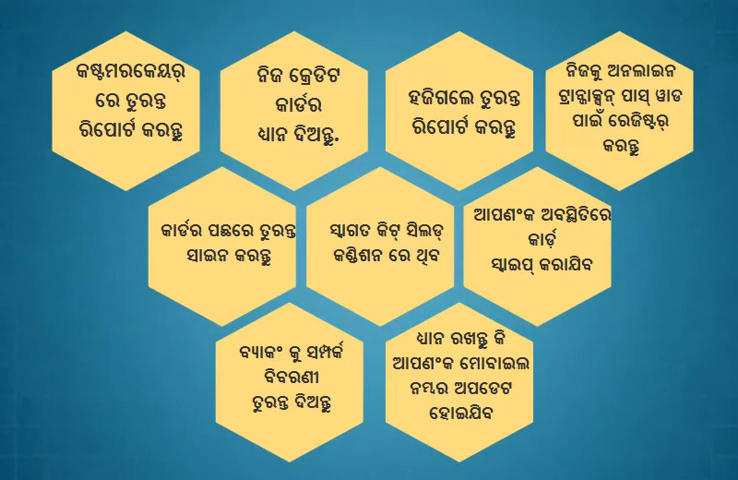 କଷ୍ଟମରକେୟର୍
ରେ ତୁରନ୍ତ
ରିପୋର୍ଟ କରନ୍ତୁ
ନିଜ କ୍ରେଡିଟ
କାର୍ଡର
ଧ୍ୟାନ ଦିଅନ୍ତୁ.
ହଜିଗଲେ ତୁରନ୍ତ
ରିପୋର୍ଟ କରନ୍ତୁ
ନିଜକୁ ଅନଲାଇନ
ଟ୍ରାନ୍ଜାକ୍ସନ୍ ପାସ୍ ୱାଡ
ପାଇଁ ରେଜିଷ୍ଟର୍
କରନ୍ତୁ
କାର୍ଡର ପଛରେ ତୁରନ୍ତ
ସାଇନ କରନ୍ତୁ
ସ୍ୱାଗତ କିଟ୍ ସିଲଡ୍
କଣ୍ଡିଶନ ରେ ଥିବ
ଆପଣଂକ ଅବସ୍ଥିତିରେ
କାର୍ଡ଼
ସ୍ୱାଇପ୍ କରାଯିବ
ବ୍ୟାକଂ କୁ ସମ୍ପର୍କ
ବିବରଣୀ
ତୁରନ୍ତ ଦିଅନ୍ତୁ
ଧ୍ୟାନ ରଖନ୍ତୁ କି
ଆପଣଂକ ମୋବାଇଲ
ନମ୍ଭର ଅପଡେଟ
ହୋଇଯିବ